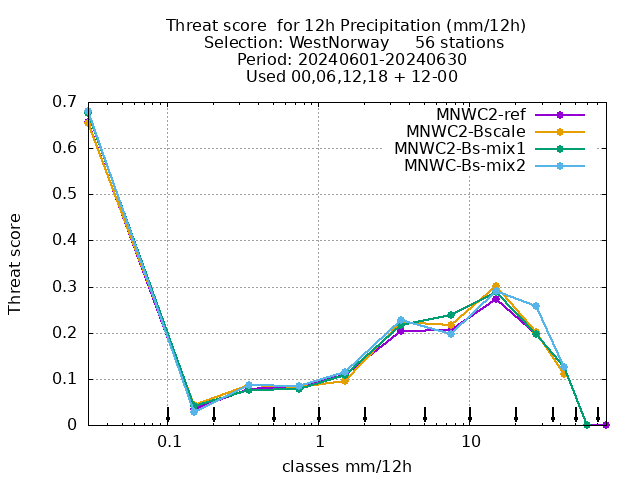 Threat score  for 12h Precipitation (mm/12h)
Selection: WestNorway     56 stations
Period: 20240601-20240630
Used 00,06,12,18 + 12-00
MNWC2-ref
MNWC2-Bscale
MNWC2-Bs-mix1
MNWC-Bs-mix2
Threat score
0.7
0.6
0.5
0.4
0.3
0.2
0.1
0
0.1
1
10
classes mm/12h